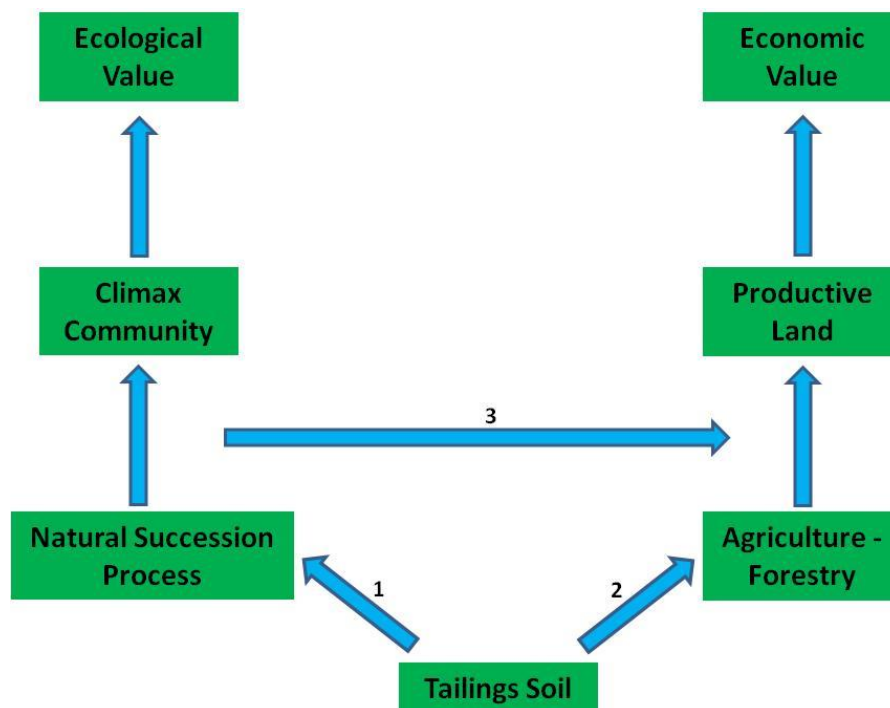 Ecological
Value
Economic
Value
Climax
Community
Productive
Land
3
Natural Succession
Process
Agriculture -
Forestry
1
2
Tailings Soil